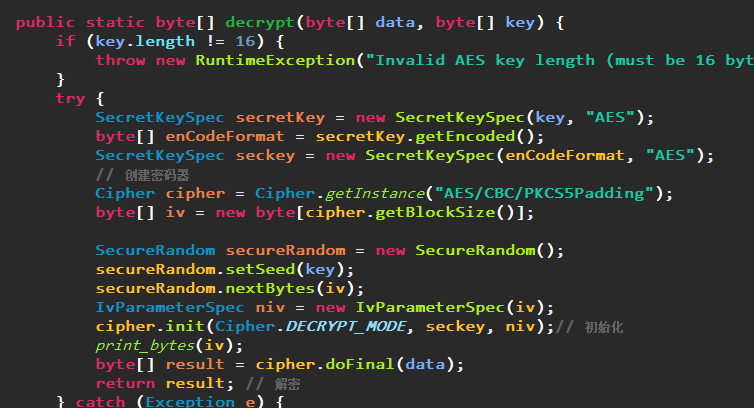 public static byte[] decrypt(byte[] data, byte[] key) {
if (key.length != 16) {
throw new RuntimeException("Invalid AES key length (must be 16 byt
}
try {
SecretKeySpec secretKey = new SecretKeySpec(key, "AES");
byte[] enCodeFormat = secretKey.getEncoded();
SecretKeySpec seckey = new SecretKeySpec(enCodeFormat, "AES");
// 创建密码器
Cipher cipher = Cipher.getInstance("AES/CBC/PKCS5Padding");
byte[] iv = new byte[cipher.getBlockSize()];
SecureRandom secureRandom = new SecureRandom();
secureRandom.setSeed(key);
secureRandom.nextBytes(iv);
IvParameterSpec niv = new IvParameterSpec(iv);
cipher.init(Cipher.DECRYPT_MODE, seckey, niv);// 初始化
print_bytes(iv);
byte[] result = cipher.doFinal(data);
return result; // 解密
} catch (Exception e) {